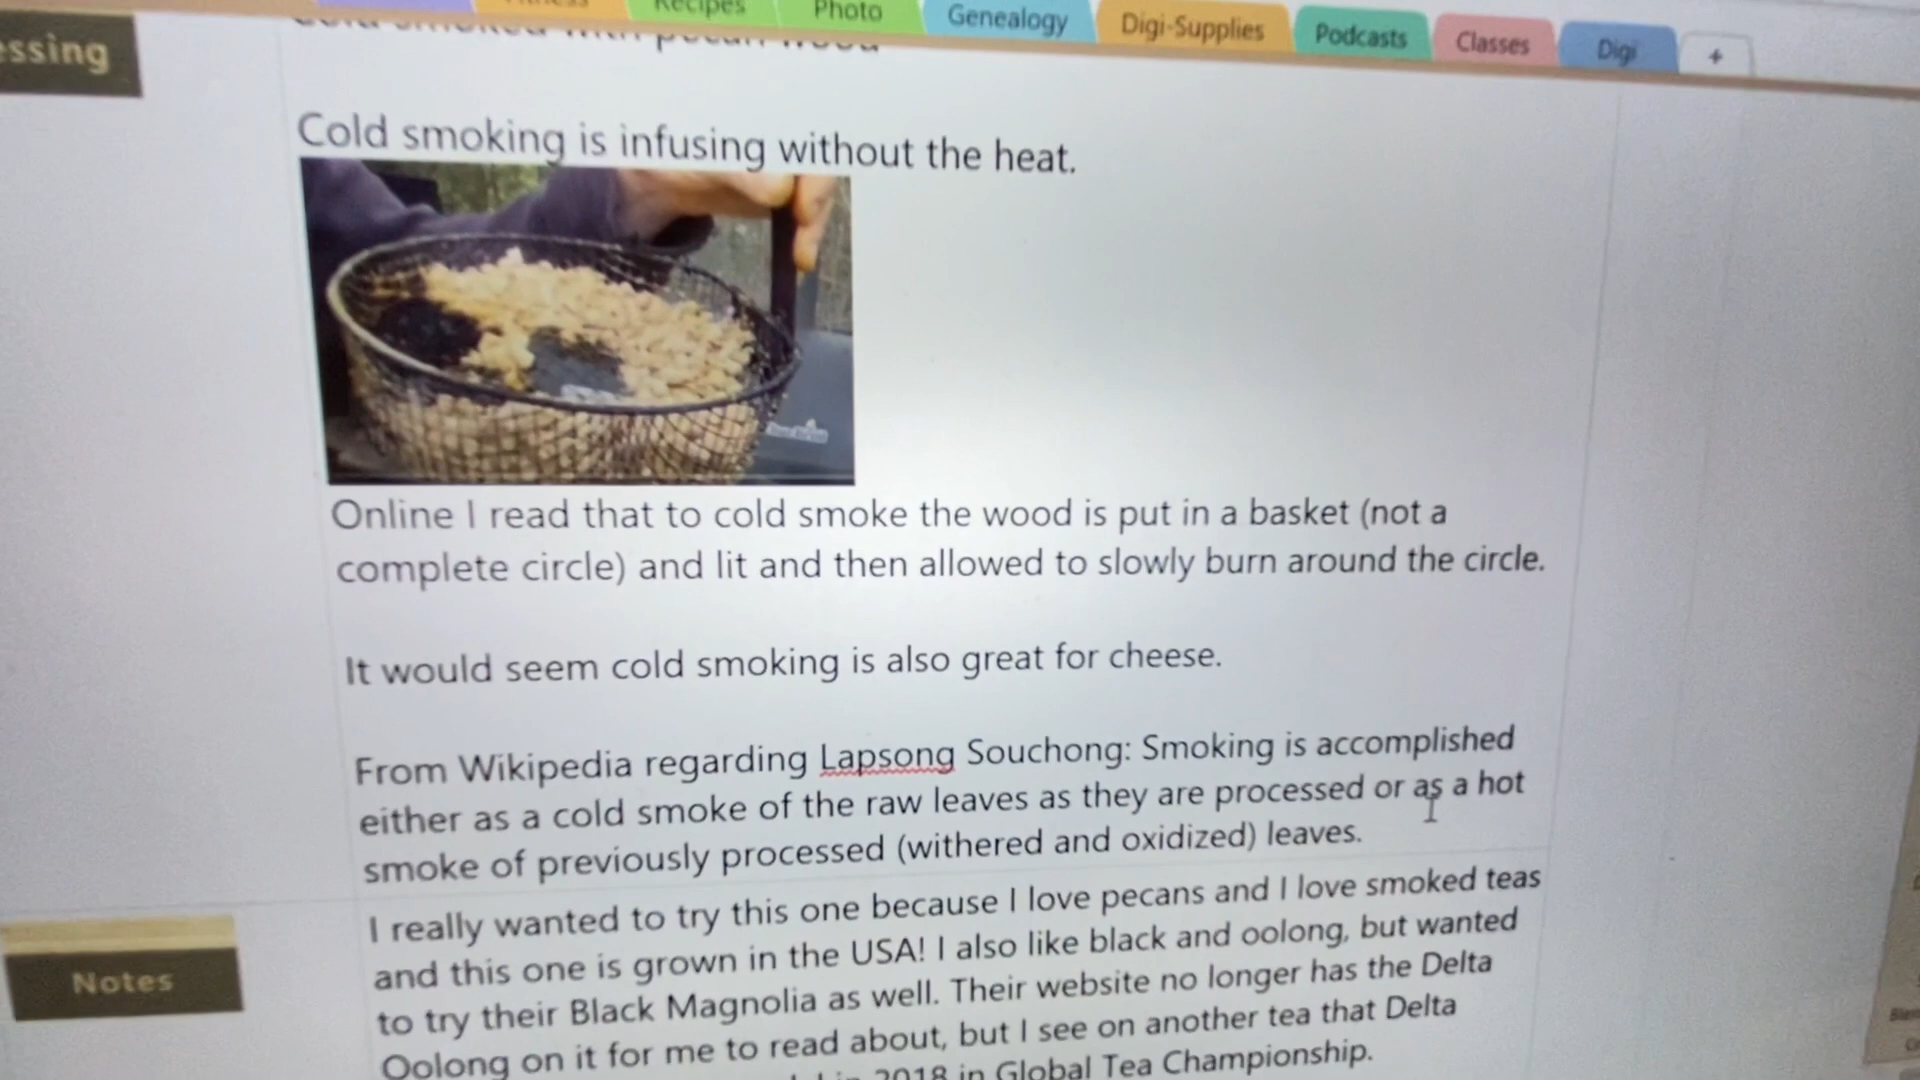 Recipes
Photo
Genealogy
Digi-Supplies
Podcasts
Classes
Digi
+
essing
Cold smoked with pecan wood
Cold smoking is infusing without the heat.
Online I read that to cold smoke the wood is put in a basket (not a
complete circle) and lit and then allowed to slowly burn around the circle.
It would seem cold smoking is also great for cheese.
From Wikipedia regarding Lapsong Souchong: Smoking is accomplished
either as a cold smoke of the raw leaves as they are processed or as a hot
smoke of previously processed (withered and oxidized) leaves.
Notes
I really wanted to try this one because I love pecans and I love smoked teas
and this one is grown in the USA! I also like black and oolong, but wanted
to try their Black Magnolia as well. Their website no longer has the Delta
Oolong on it for me to read about, but I see on another tea that Delta
2018 in Global Tea Championship.